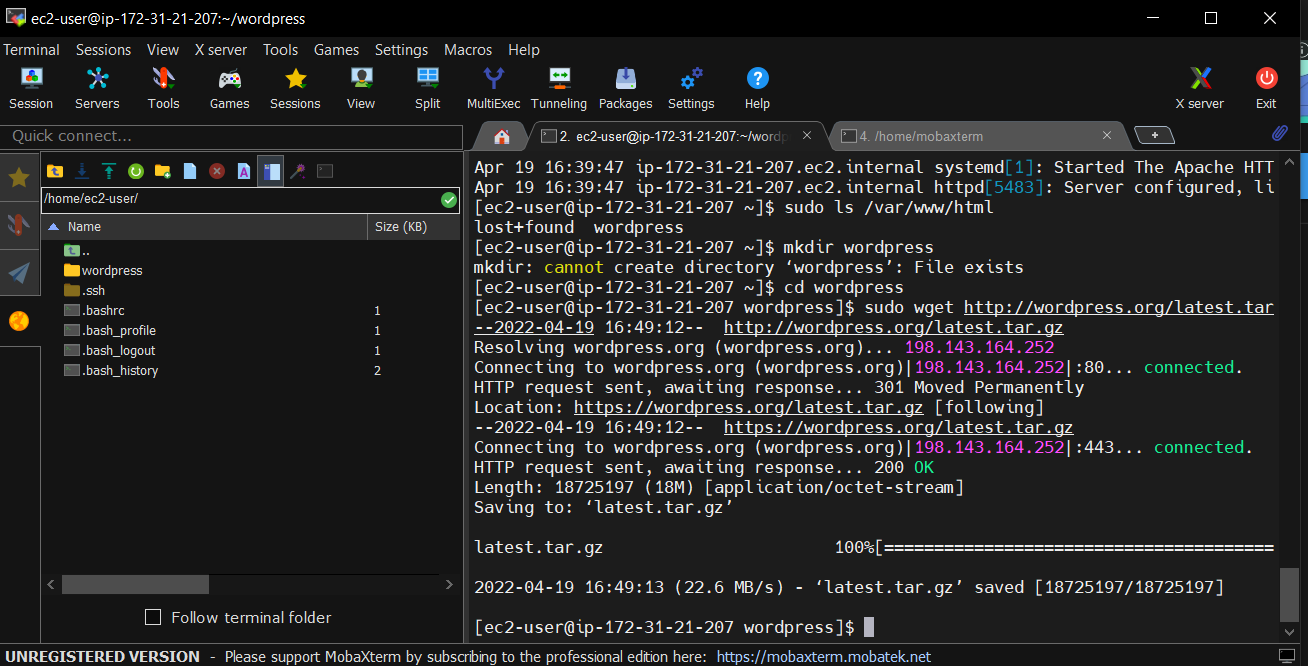 ec2-user@ip-172-31-21-207:~/wordpress
Terminal Sessions View X server Tools Games Settings Macros Help
Session Servers Tools Games Sessions View Split MultiExec Tunneling Packages Settings Help X server Exit
Quick connect...
2. ec2-user@ip-172-31-21-207:~/wordp
4. /home/mobaxterm
/home/ec2-user/
Name Size (KB)
..
wordpress
.ssh
.bashrc 1
.bash_profile 1
.bash_logout 1
.bash_history 2
Follow terminal folder
Apr 19 16:39:47 ip-172-31-21-207.ec2.internal systemd[1]: Started The Apache HTT
Apr 19 16:39:47 ip-172-31-21-207.ec2.internal httpd[5483]: Server configured, li
[ec2-user@ip-172-31-21-207 ~]$ sudo ls /var/www/html
lost+found  wordpress
[ec2-user@ip-172-31-21-207 ~]$ mkdir wordpress
mkdir: cannot create directory ‘wordpress’: File exists
[ec2-user@ip-172-31-21-207 ~]$ cd wordpress
[ec2-user@ip-172-31-21-207 wordpress]$ sudo wget http://wordpress.org/latest.tar
--2022-04-19 16:49:12--  http://wordpress.org/latest.tar.gz
Resolving wordpress.org (wordpress.org)... 198.143.164.252
Connecting to wordpress.org (wordpress.org)|198.143.164.252|:80... connected.
HTTP request sent, awaiting response... 301 Moved Permanently
Location: https://wordpress.org/latest.tar.gz [following]
--2022-04-19 16:49:12--  https://wordpress.org/latest.tar.gz
Connecting to wordpress.org (wordpress.org)|198.143.164.252|:443... connected.
HTTP request sent, awaiting response... 200 OK
Length: 18725197 (18M) [application/octet-stream]
Saving to: ‘latest.tar.gz’
latest.tar.gz 100%[=======================================
2022-04-19 16:49:13 (22.6 MB/s) - ‘latest.tar.gz’ saved [18725197/18725197]
[ec2-user@ip-172-31-21-207 wordpress]$
UNREGISTERED VERSION - Please support MobaXterm by subscribing to the professional edition here: https://mobaxterm.mobatek.net